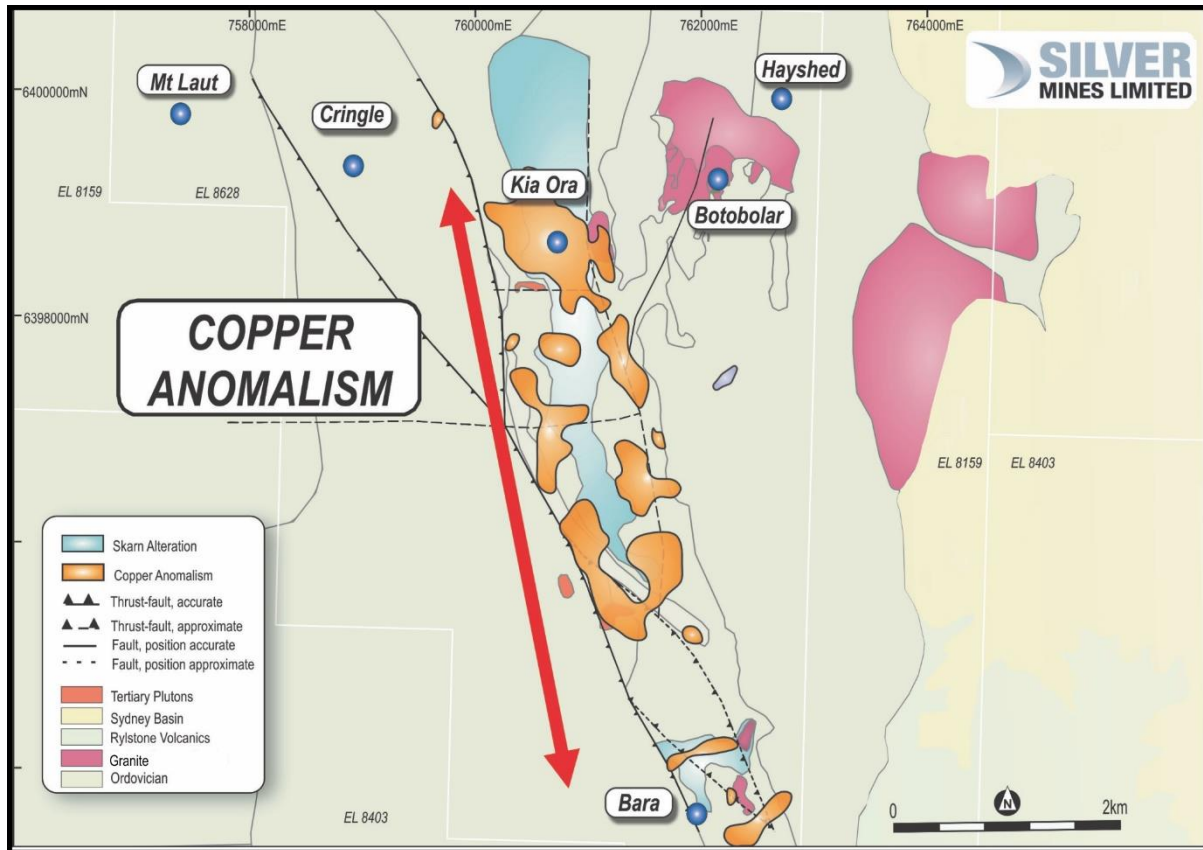 758000mE
760000mE
762000mE
764000mE
SILVER
MINES LIMITED
6400000mN
Mt Laut
Cringle
Hayshed
EL 8159
EL 8628
Kia Ora
Botobolar
6398000mN
COPPER
ANOMALISM
EL 8159
EL 8403
Skarn Alteration
Copper Anomalism
Thrust-fault, accurate
Thrust-fault, approximate
Fault, position accurate
Fault, position approximate
Tertiary Plutons
Sydney Basin
Rylstone Volcanics
Granite
Ordovician
EL 8403
Bara
N
0
2km